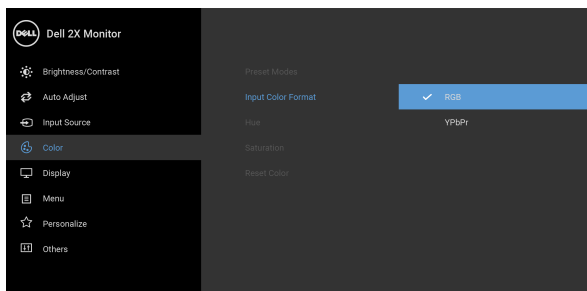 DELL
Dell 2X Monitor
Brightness/Contrast
Auto Adjust
Input Source
Color
Display
Menu
Personalize
Others
Preset Modes
Input Color Format
Hue
Saturation
Reset Color
RGB
YPbPr